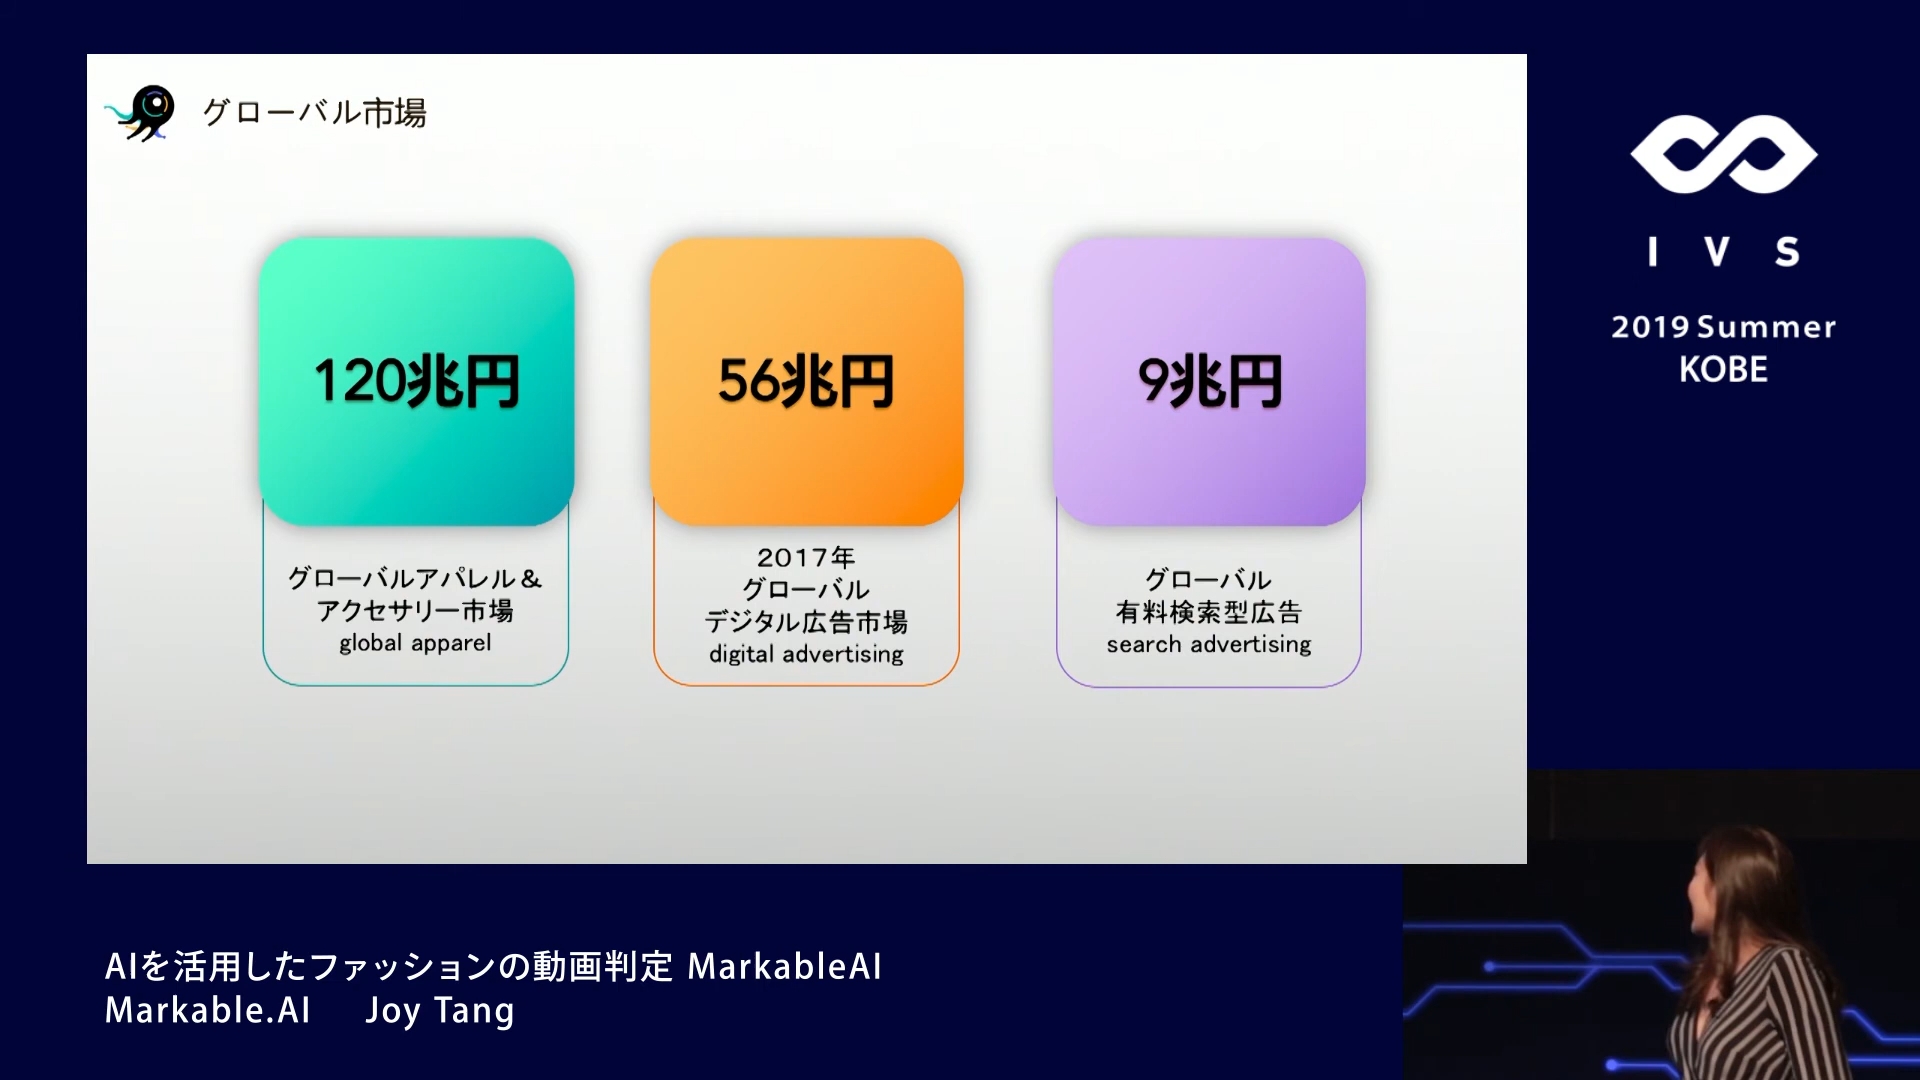 グローバル市場
120兆円
グローバルアパレル＆
アクセサリー市場
global apparel
56兆円
2017年
グローバル
デジタル広告市場
digital advertising
9兆円
グローバル
有料検索型広告
search advertising
IVS
2019 Summer
KOBE
AIを活用したファッションの動画判定 MarkableAI
Markable.AI Joy Tang